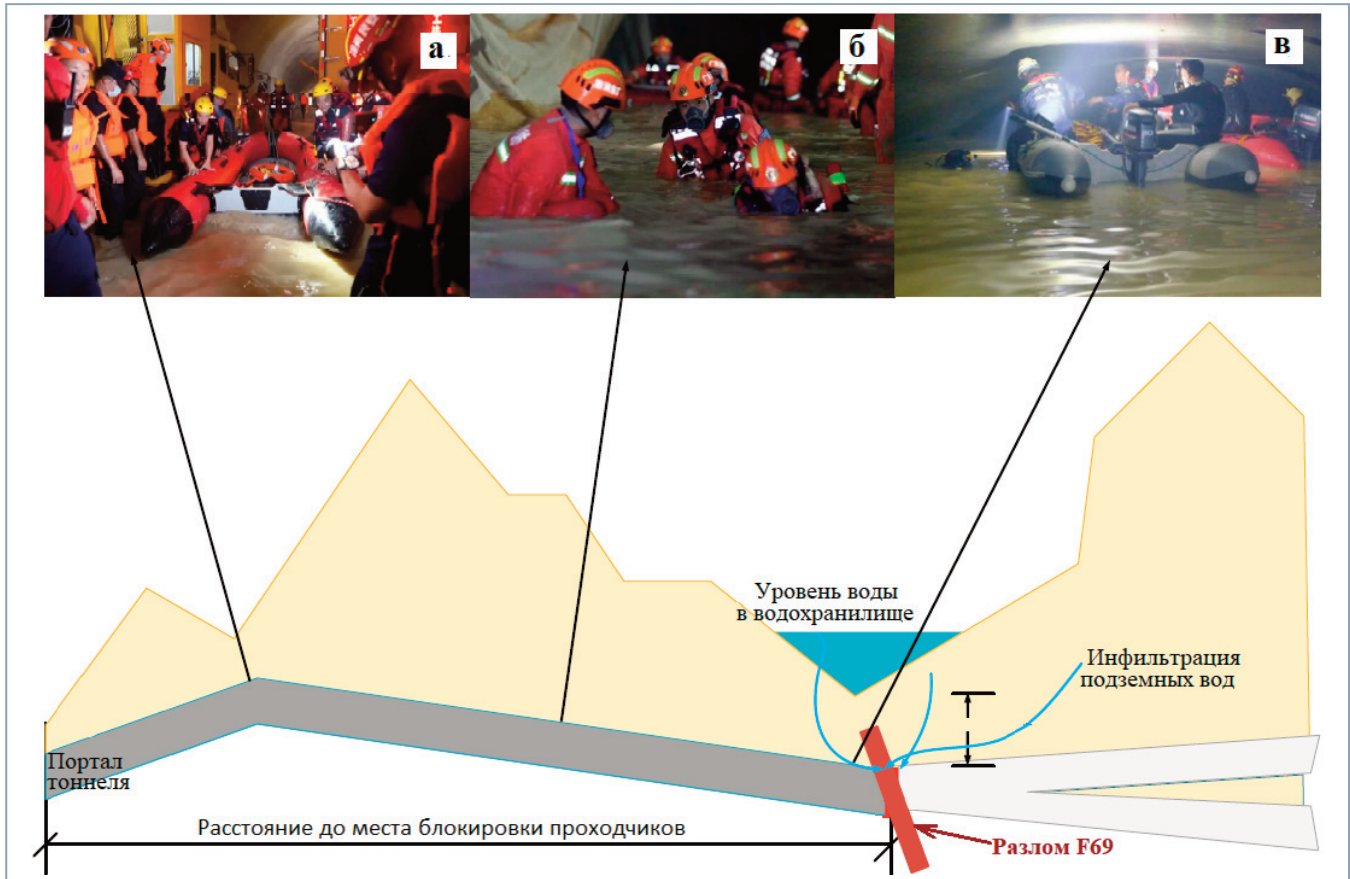 а
б
в
Уровень воды
в водохранилище
Инфильтрация
подземных вод
Портал
тоннеля
Расстояние до места блокировки проходчиков
Разлом F69